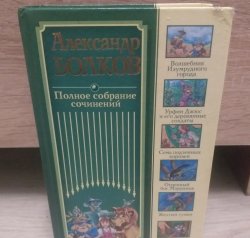 Александр
ВОЛКОВ
Полное собрание
сочинений
Волшебник
Изумрудного
города
Урфин Джюс
и его деревянные
солдаты
Семь подземных
королей
Огненный
бог Марранов
Жёлтый туман